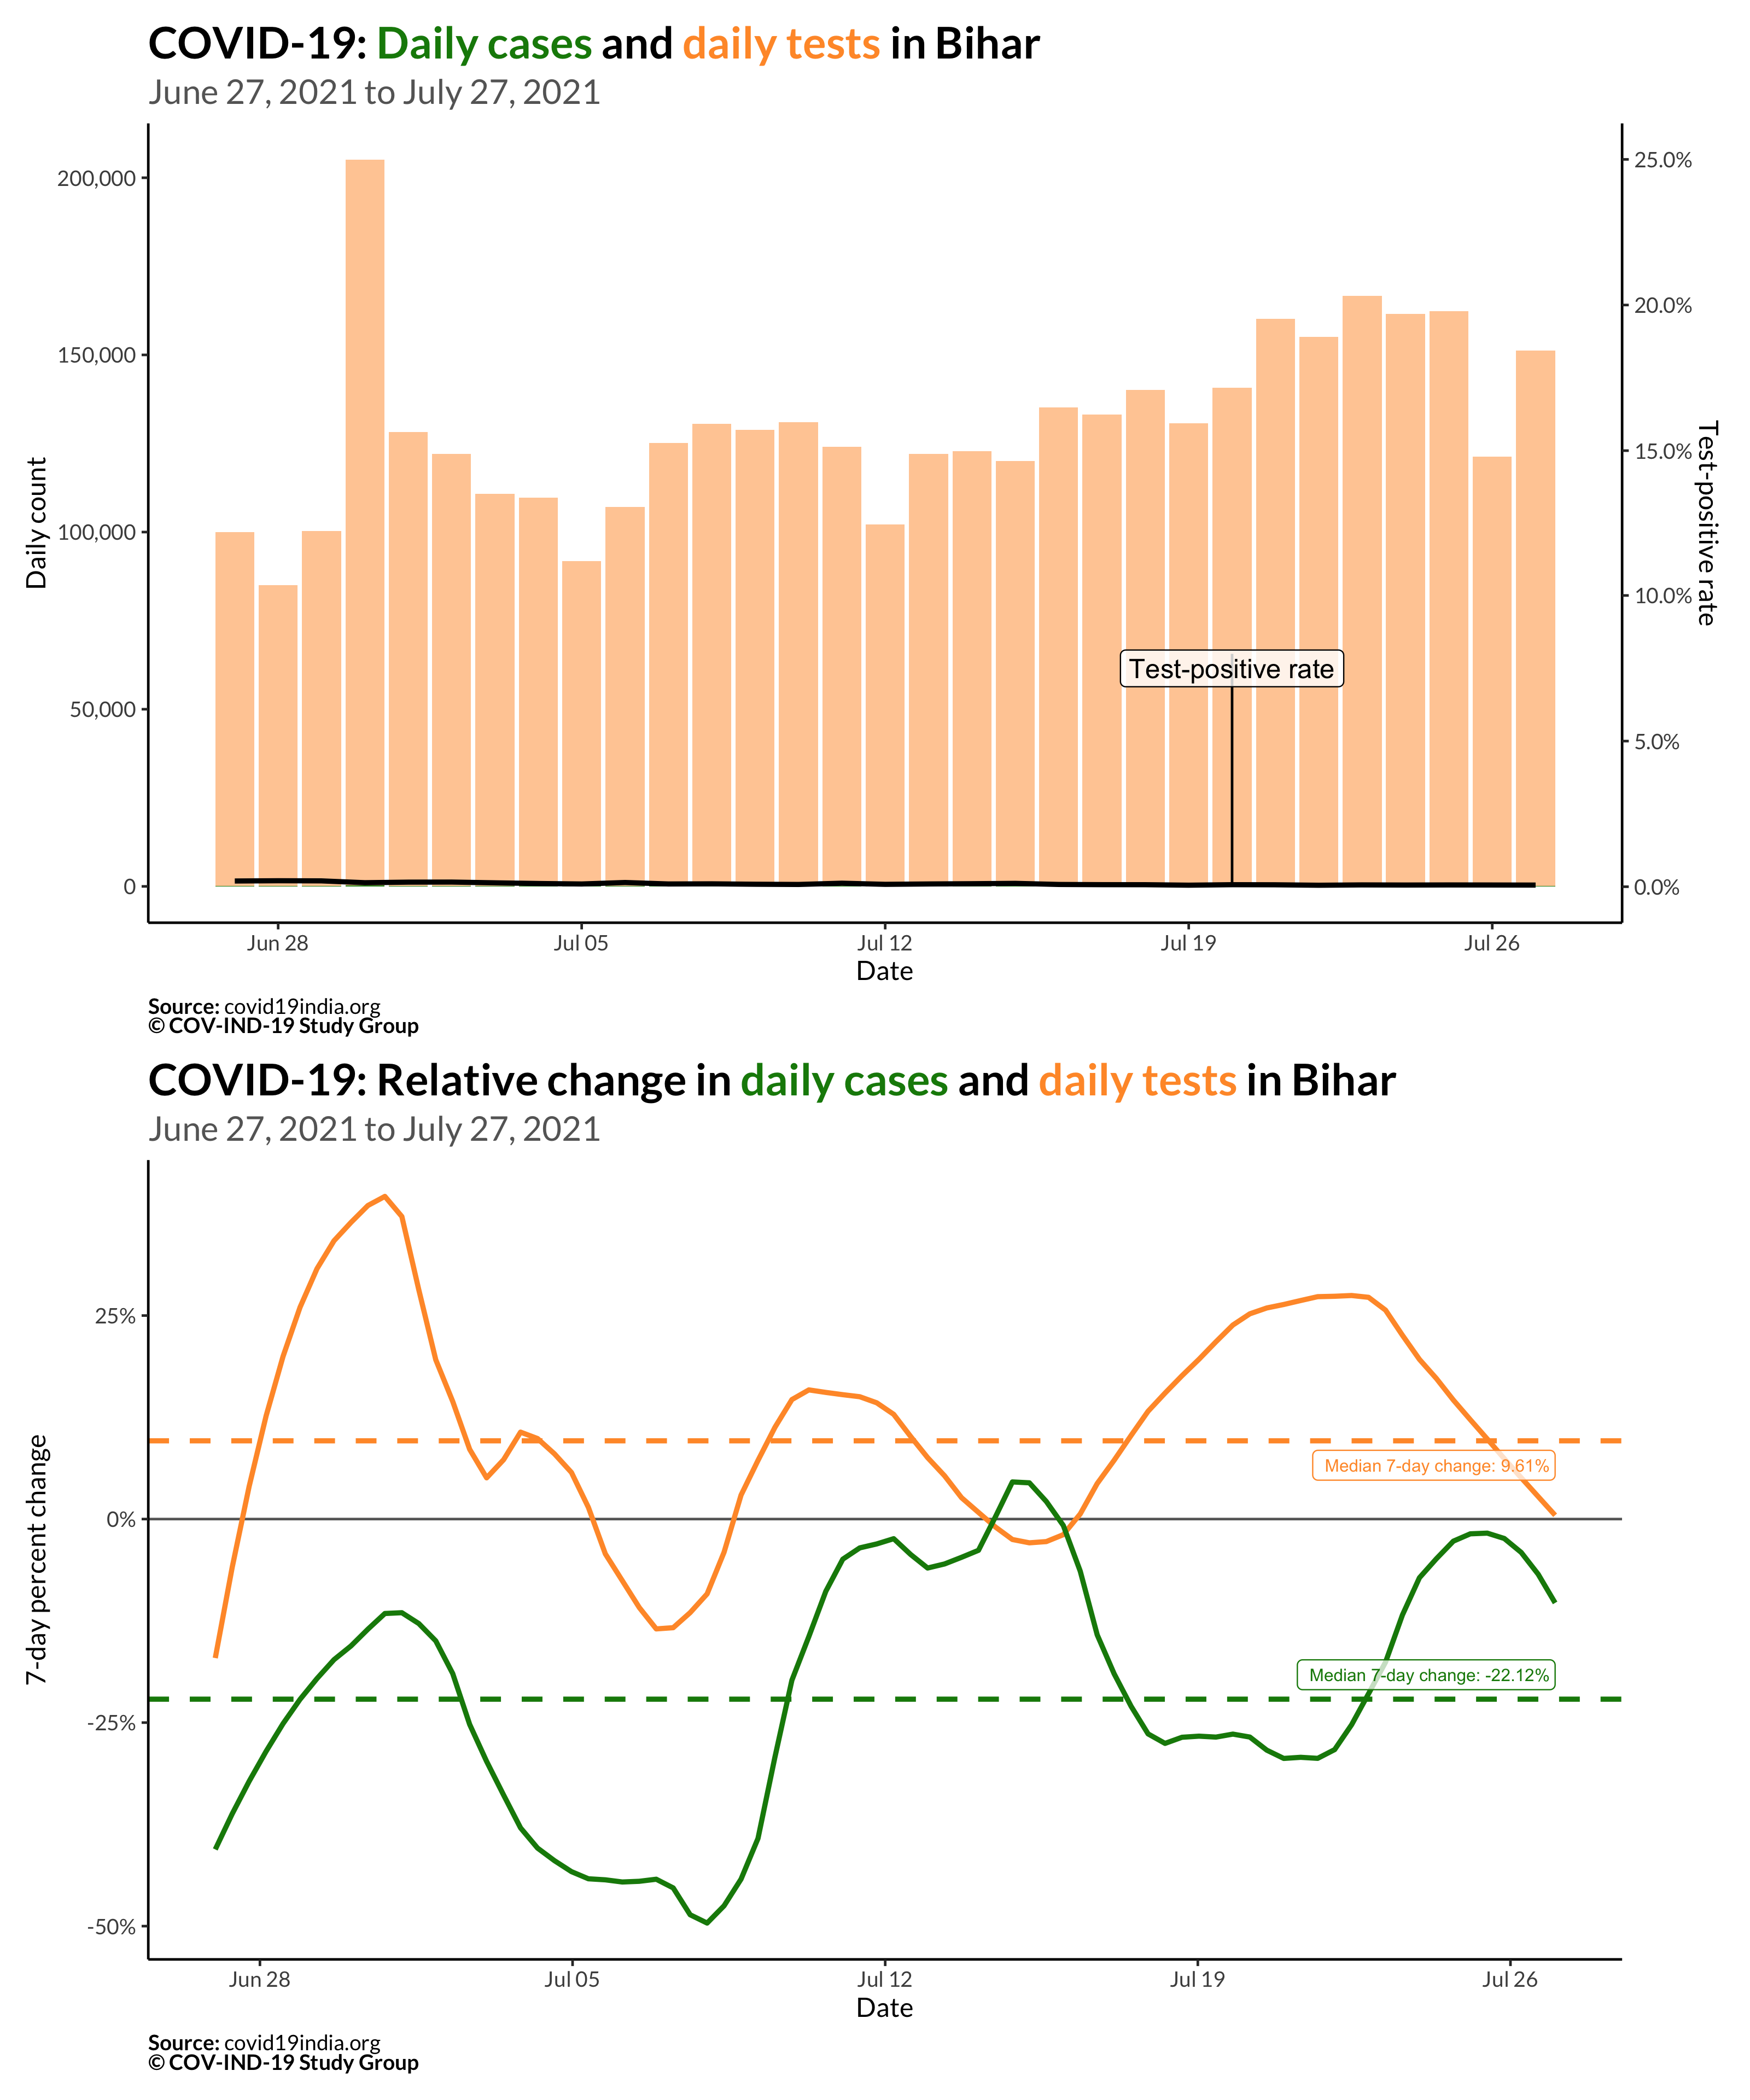 COVID-19: Daily cases and daily tests in Bihar
June 27, 2021 to July 27, 2021
200,000
150,000
100,000
50,000
0
Daily count
25.0%
20.0%
15.0%
10.0%
5.0%
0.0%
Test-positive rate
Test-positive rate
Jun 28
Jul 05
Jul 12
Jul 19
Jul 26
Date
Source: covid19india.org
© COV-IND-19 Study Group
COVID-19: Relative change in daily cases and daily tests in Bihar
June 27, 2021 to July 27, 2021
25%
0%
-25%
-50%
7-day percent change
Median 7-day change: 9.61%
Median 7-day change: -22.12%
Jun 28
Jul 05
Jul 12
Jul 19
Jul 26
Date
Source: covid19india.org
© COV-IND-19 Study Group